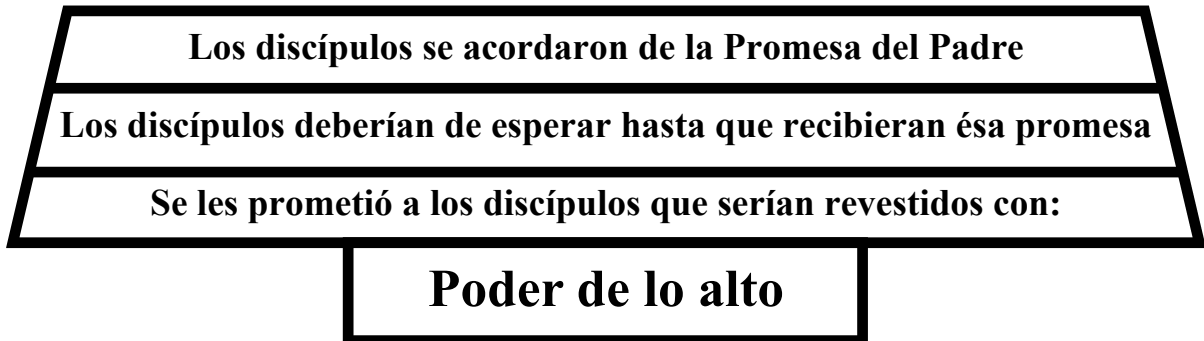 Los discípulos se acordaron de la Promesa del Padre
Los discípulos deberían de esperar hasta que recibieran ésa promesa
Se les prometió a los discípulos que serían revestidos con:
Poder de lo alto